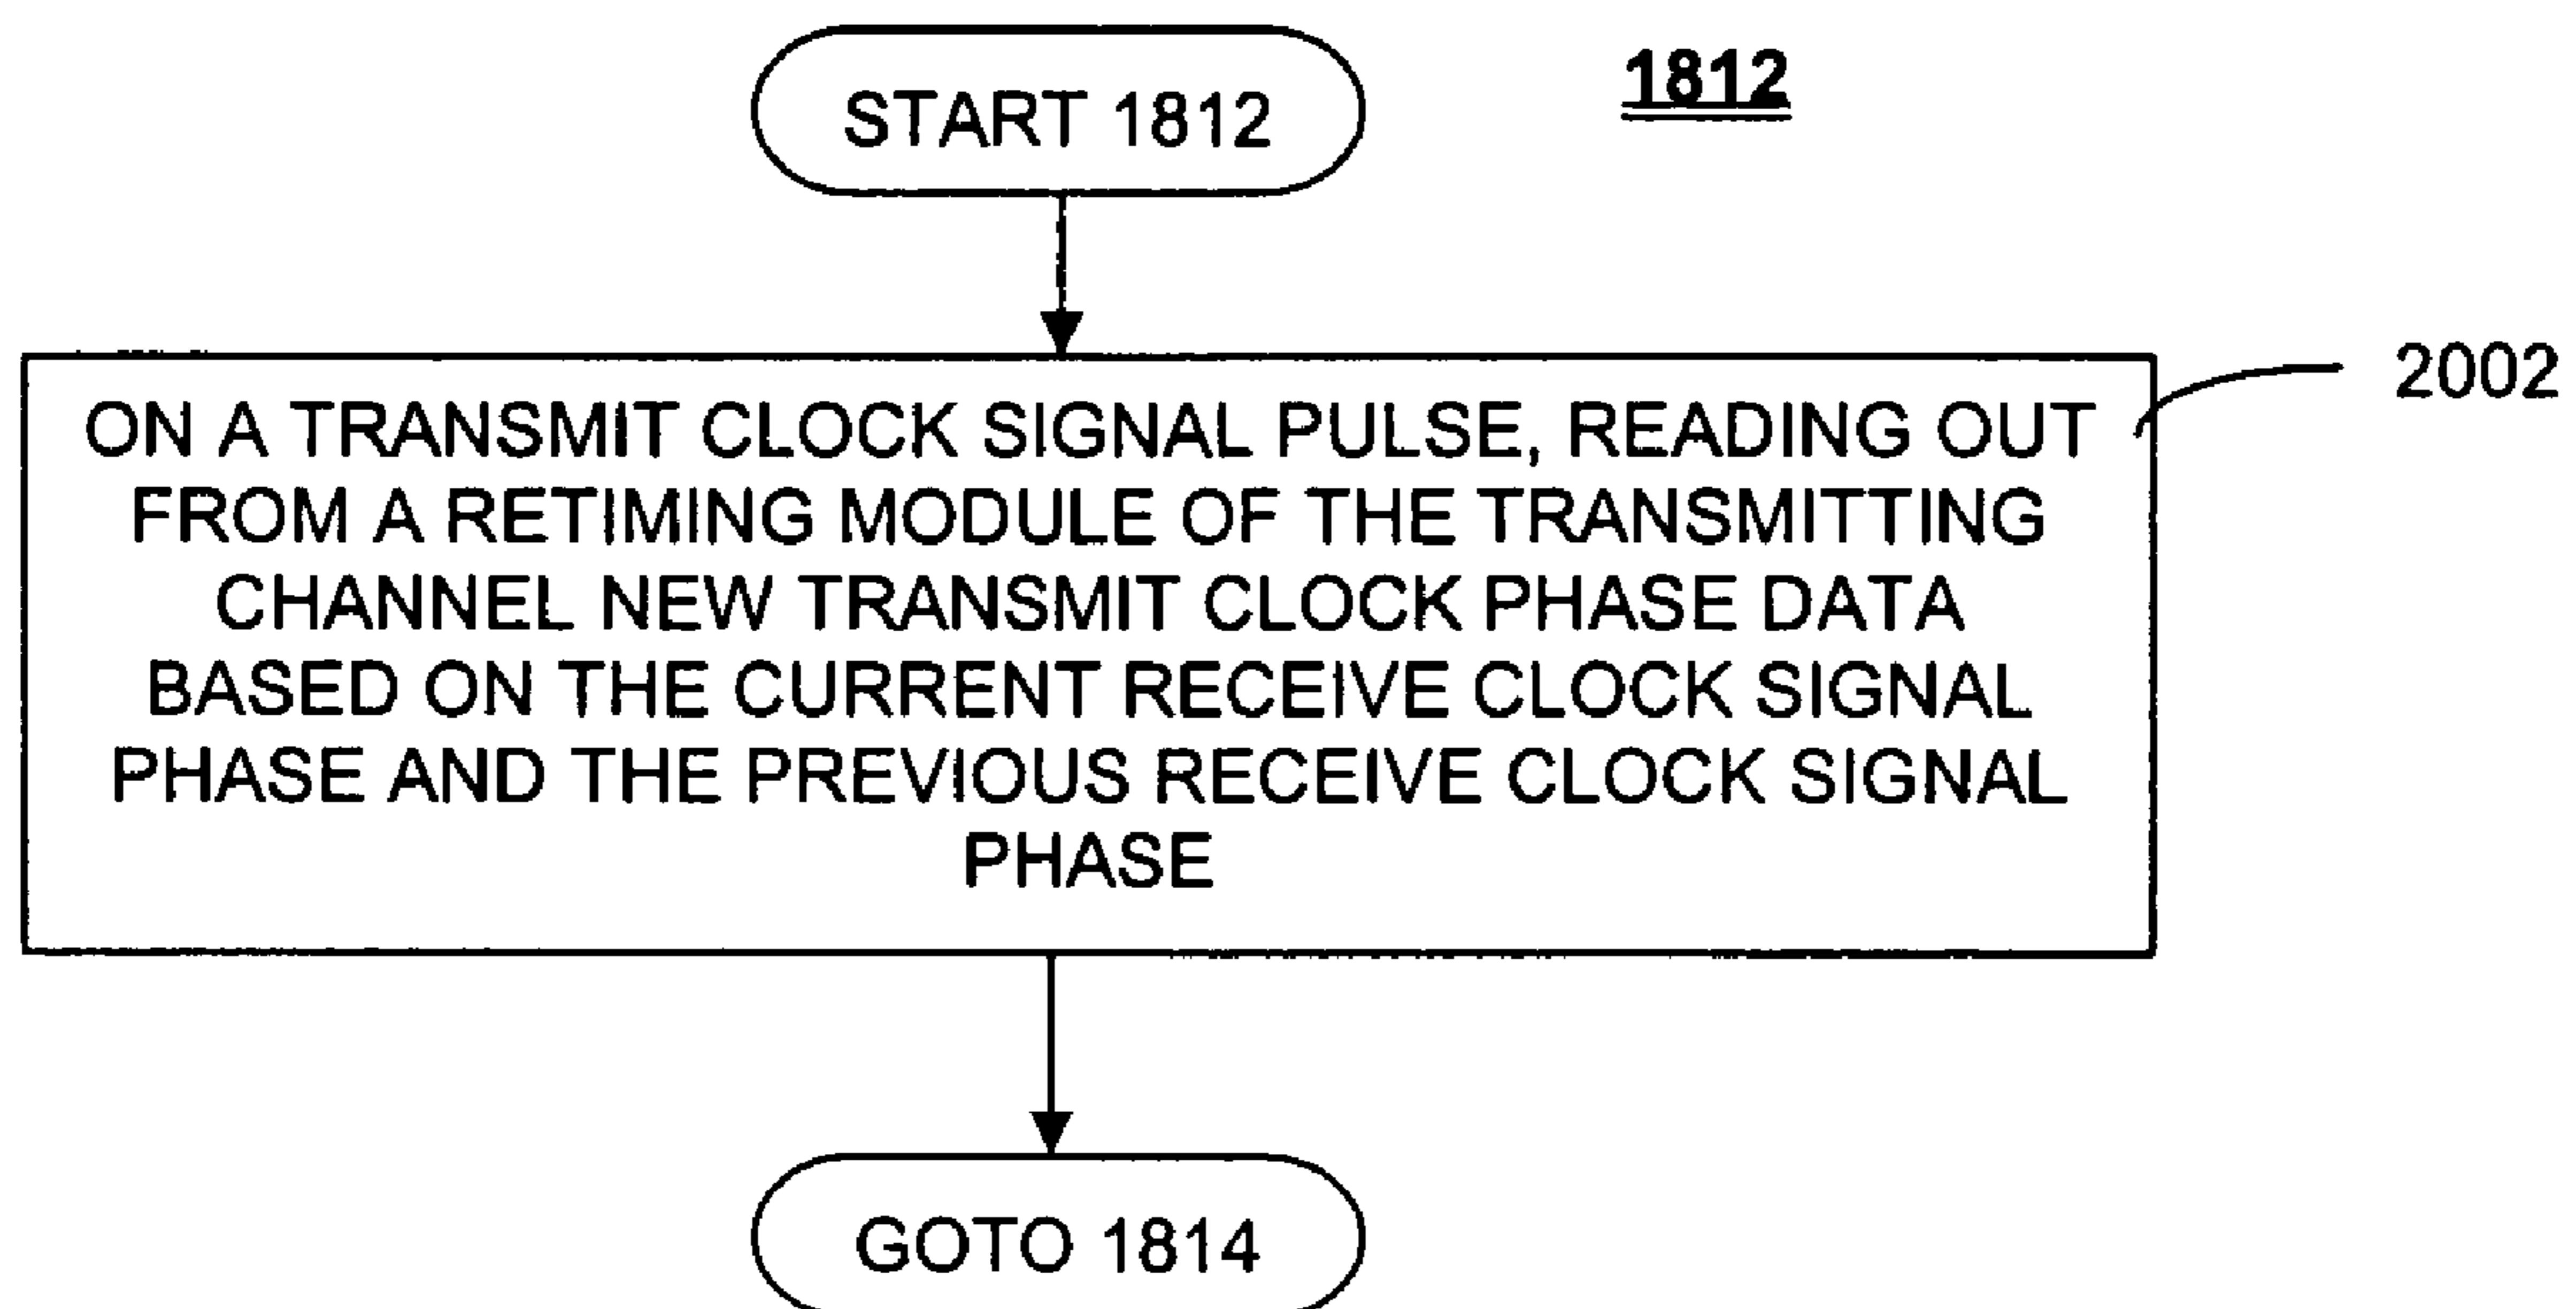 START 1812
1812
2002
ON A TRANSMIT CLOCK SIGNAL PULSE, READING OUT
FROM A RETIMING MODULE OF THE TRANSMITTING
CHANNEL NEW TRANSMIT CLOCK PHASE DATA
BASED ON THE CURRENT RECEIVE CLOCK SIGNAL
PHASE AND THE PREVIOUS RECEIVE CLOCK SIGNAL
PHASE
GOTO 1814